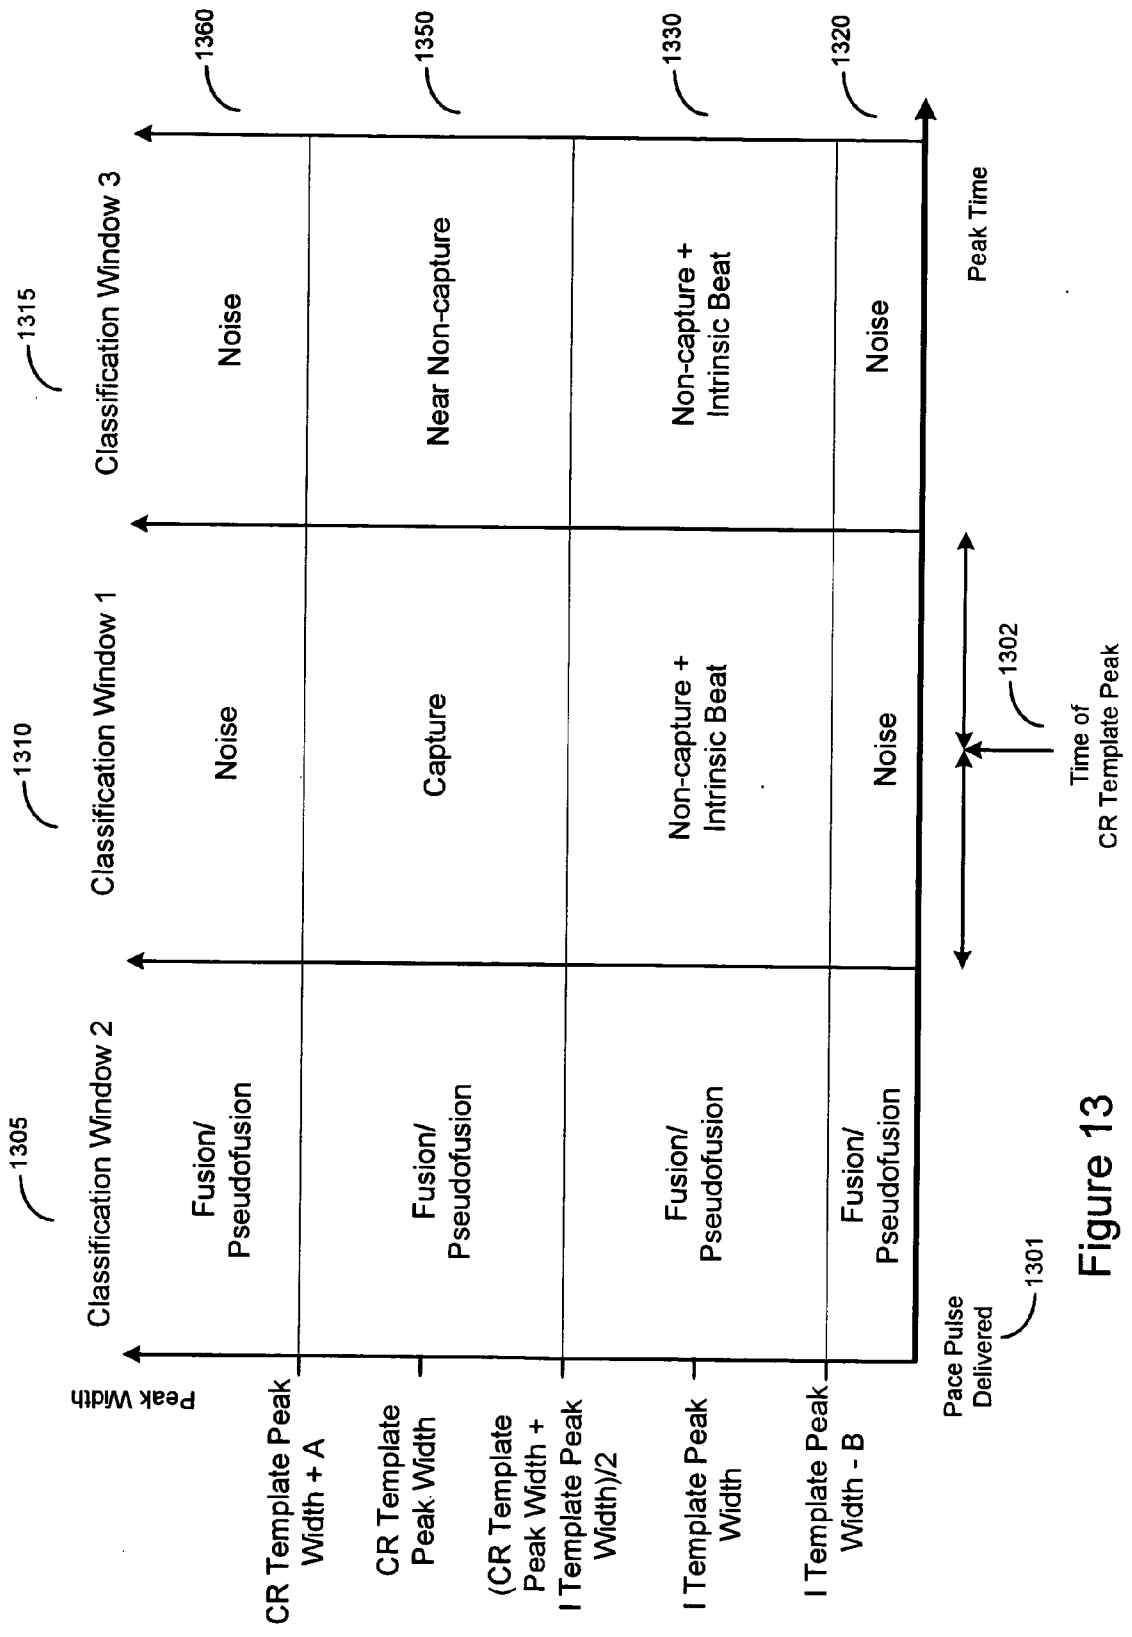 1305
1310
1315
Classification Window 2
Classification Window 1
Classification Window 3
Peak Width
Fusion/
Pseudofusion
Noise
Noise
1360
CR Template Peak
Width + A
CR Template
Peak Width
Fusion/
Pseudofusion
Capture
Near Non-capture
1350
(CR Template
Peak Width +
I Template Peak
Width)/2
I Template Peak
Width
Fusion/
Pseudofusion
Non-capture +
Intrinsic Beat
Non-capture +
Intrinsic Beat
1330
I Template Peak
Width - B
Fusion/
Pseudofusion
Noise
Noise
1320
Pace Pulse
Delivered
1301
Peak Time
1302
Time of
CR Template Peak
Figure 13